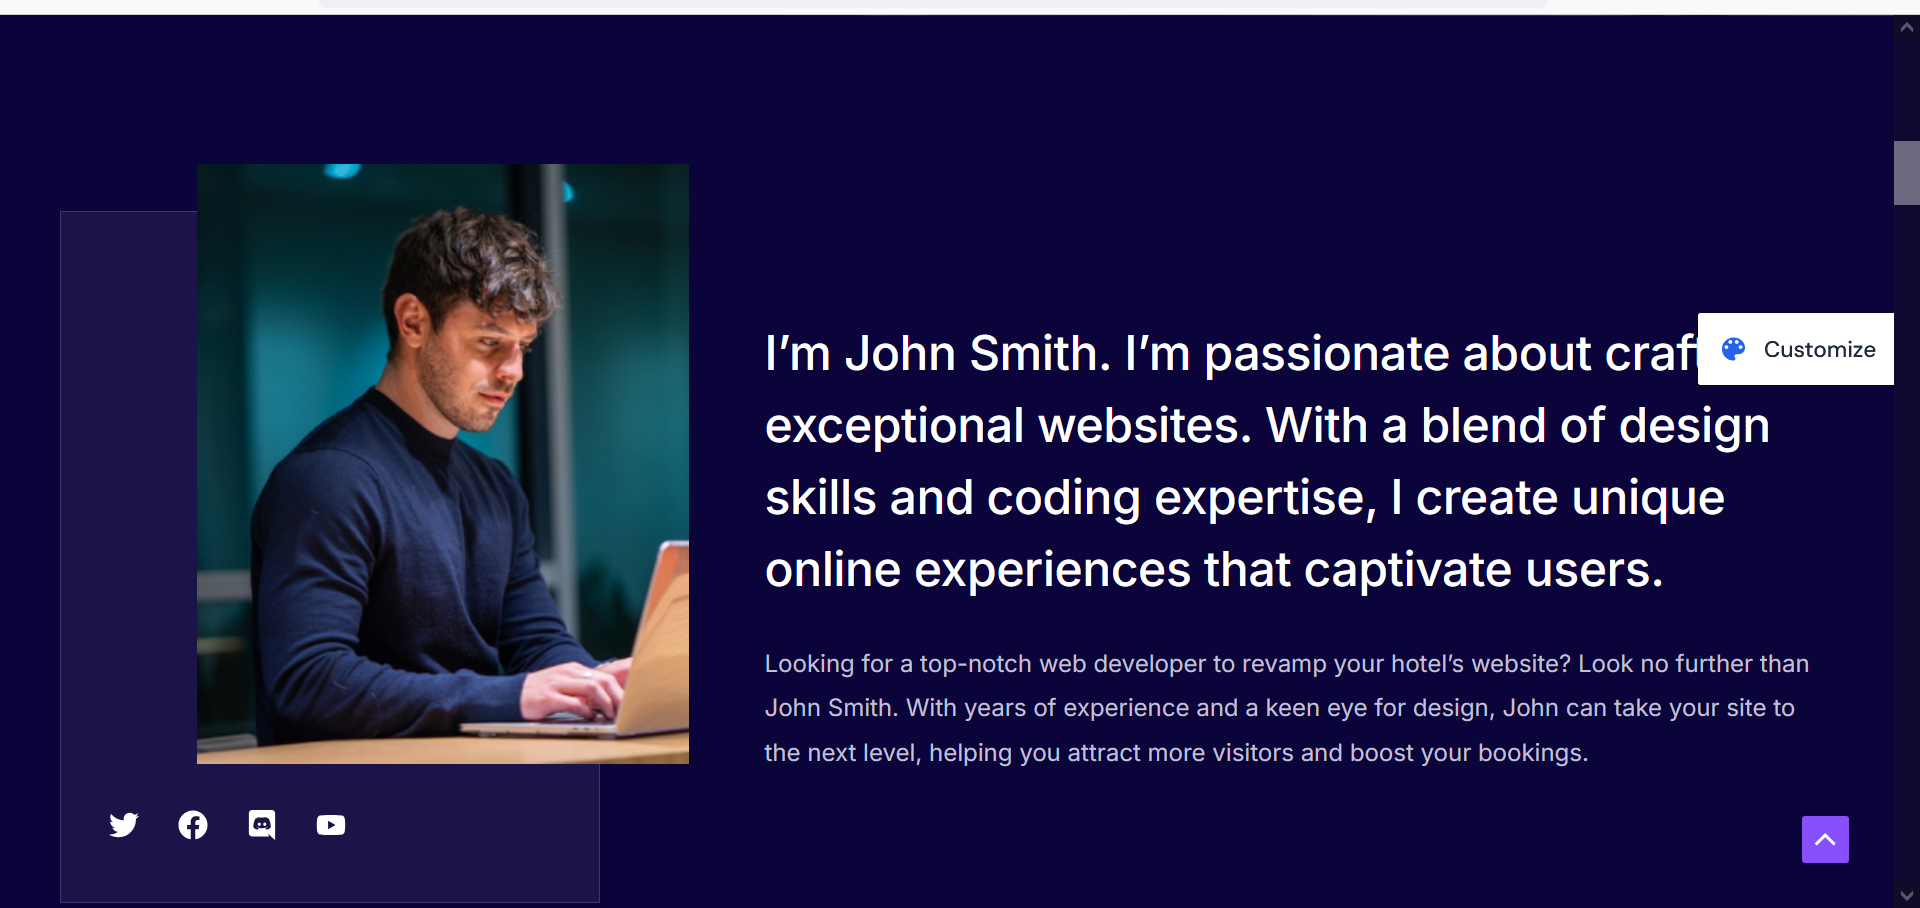 I’m John Smith. I’m passionate about craft
Customize
exceptional websites. With a blend of design
skills and coding expertise, I create unique
online experiences that captivate users.
Looking for a top-notch web developer to revamp your hotel’s website? Look no further than
John Smith. With years of experience and a keen eye for design, John can take your site to
the next level, helping you attract more visitors and boost your bookings.